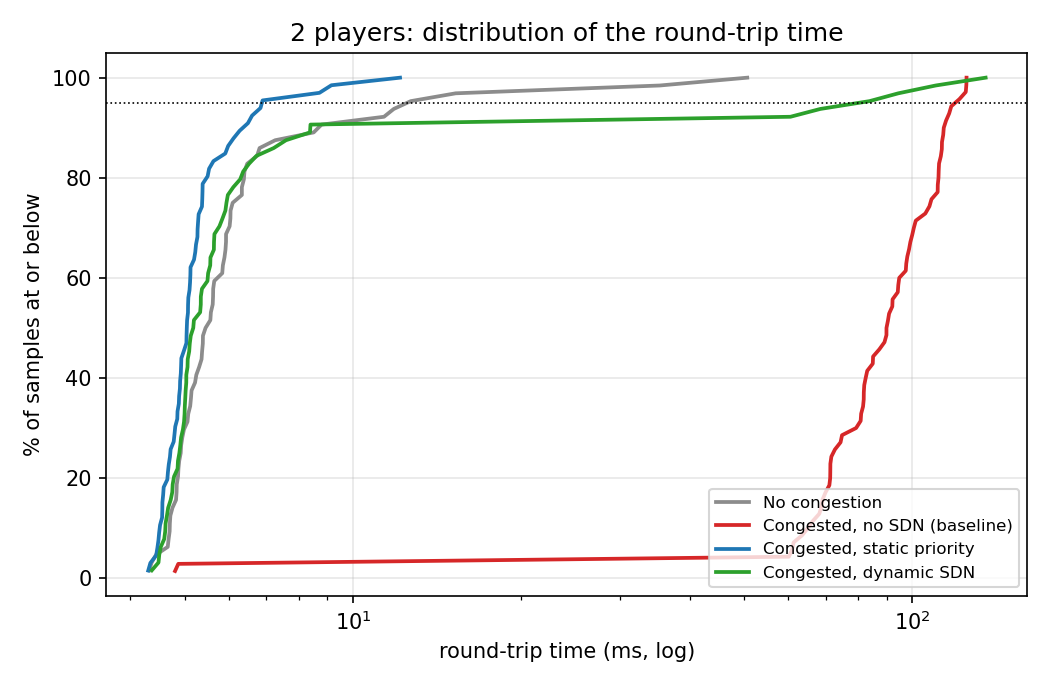 2 players: distribution of the round-trip time
% of samples at or below
100
80
60
40
20
0
No congestion
Congested, no SDN (baseline)
Congested, static priority
Congested, dynamic SDN
10¹
10²
round-trip time (ms, log)